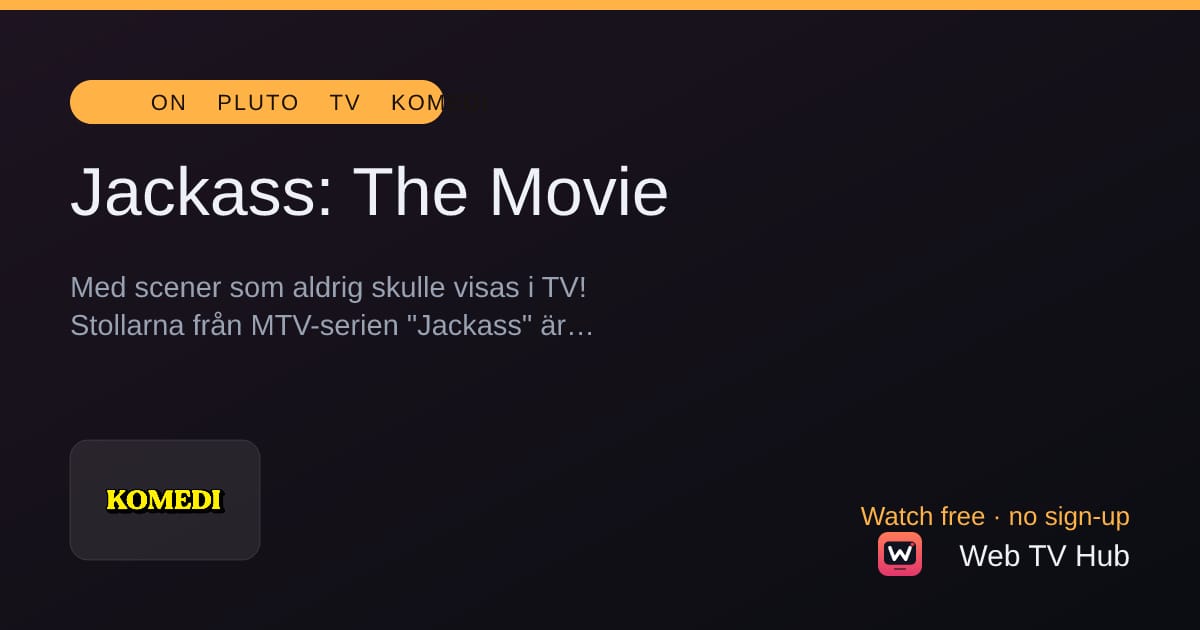 ON PLUTO TV KOM
Jackass: The Movie
Med scener som aldrig skulle visas i TV!
Stollarna från MTV-serien "Jackass" är…
KOMEDI
Watch free · no sign-up
W
Web TV Hub